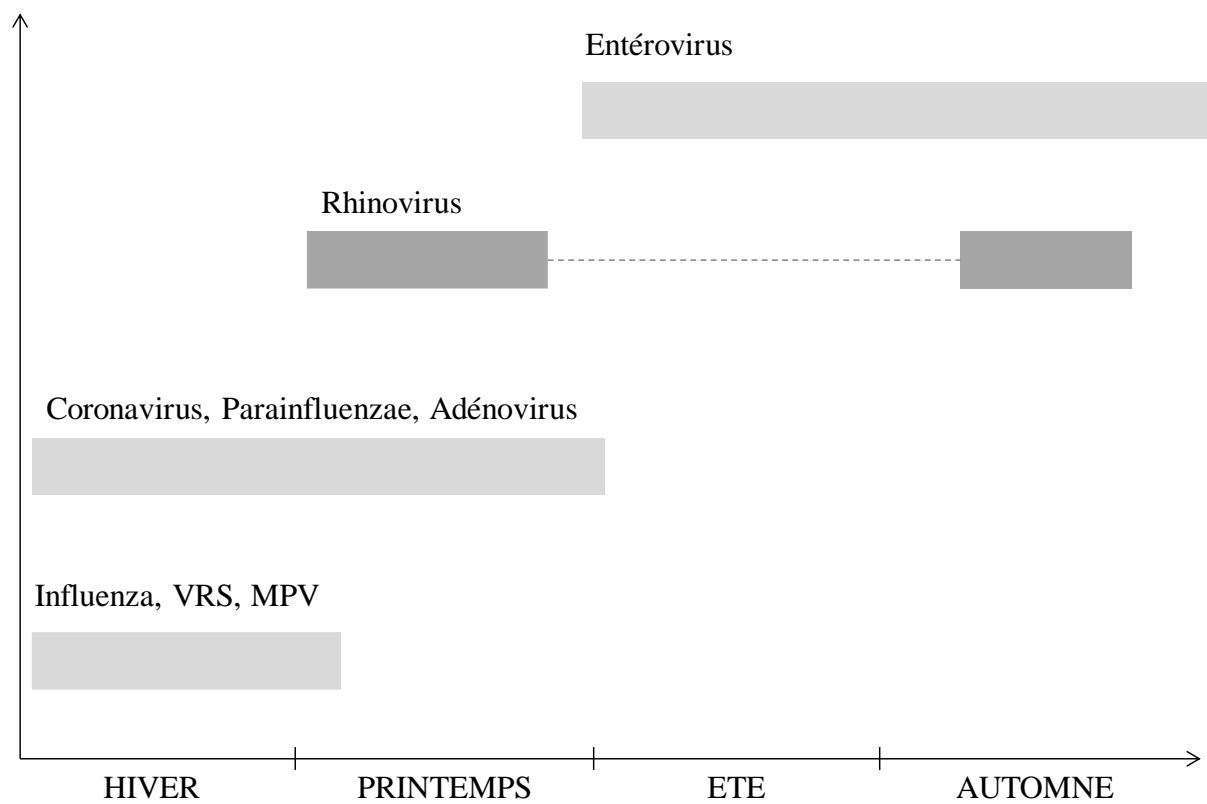 Entérovirus
Rhinovirus
Coronavirus, Parainfluenzae, Adénovirus
Influenza, VRS, MPV
HIVER PRINTEMPS ETE AUTOMNE